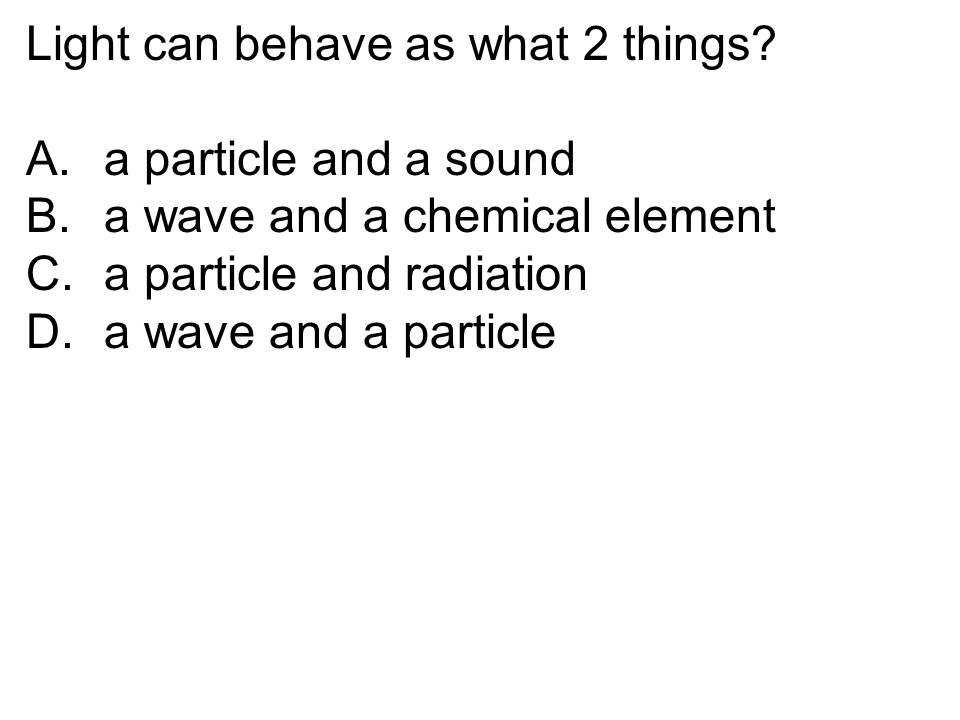 Light can behave as what 2 things?
A. a particle and a sound
B. a wave and a chemical element
C. a particle and radiation
D. a wave and a particle